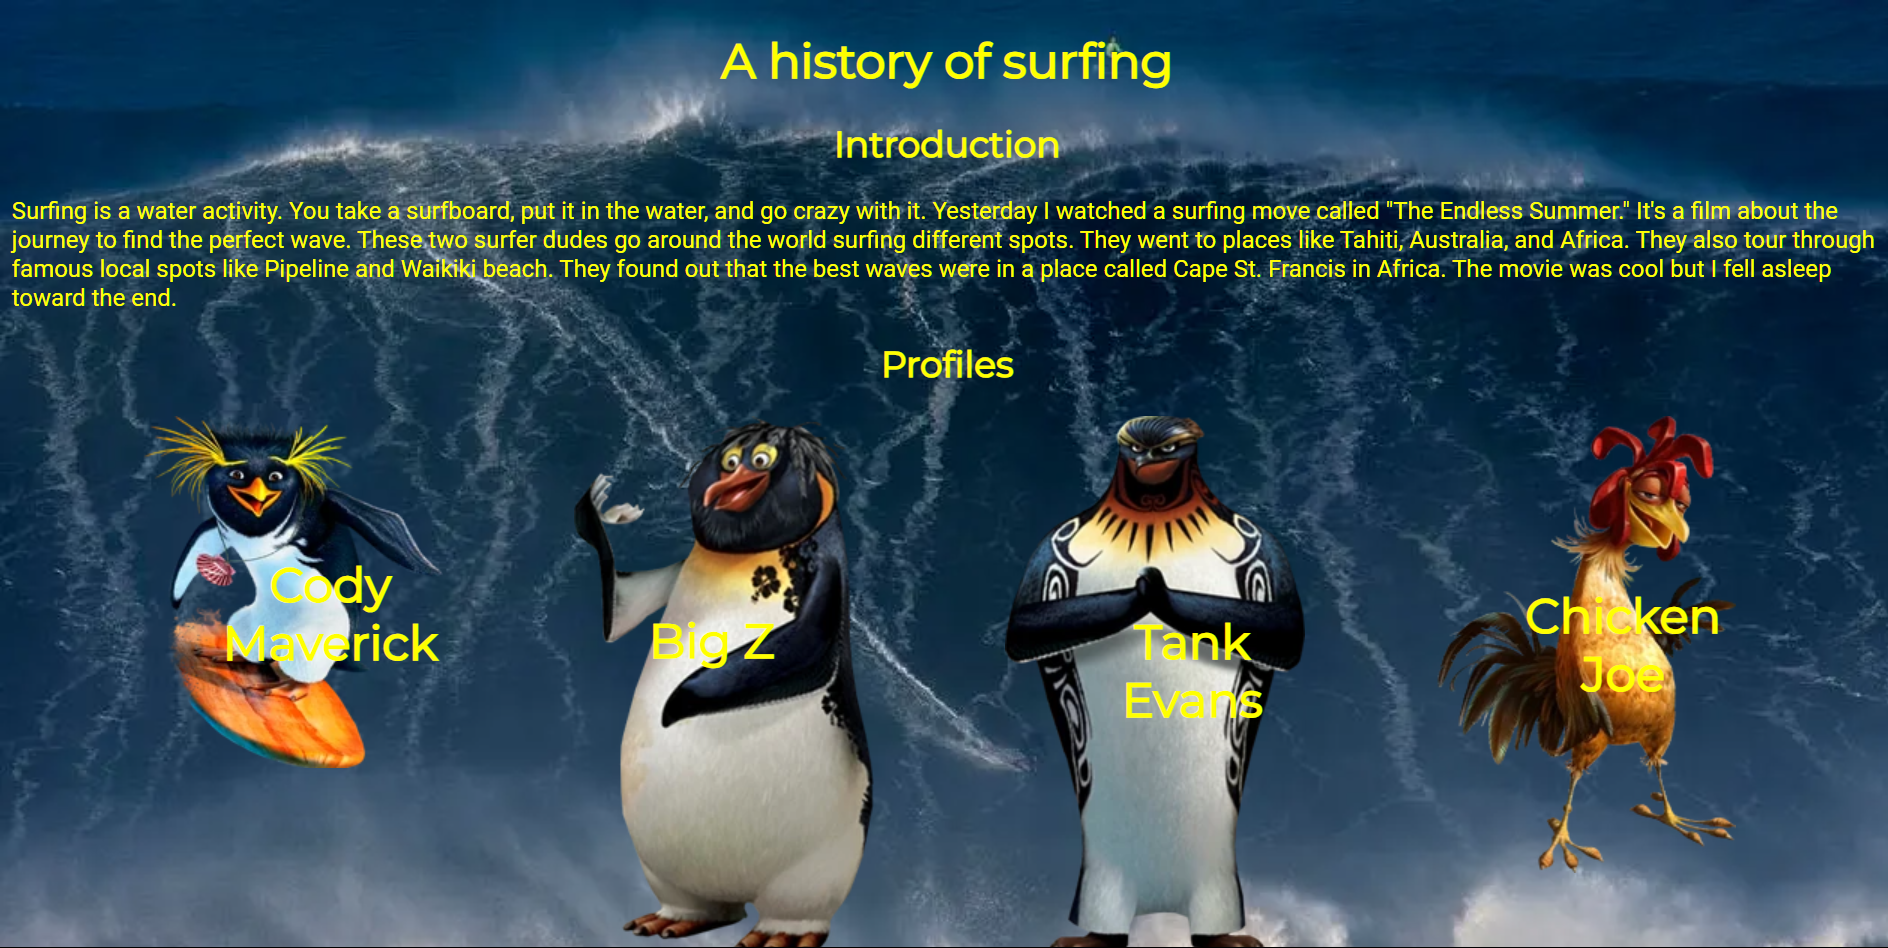 A history of surfing
Introduction
Surfing is a water activity. You take a surfboard, put it in the water, and go crazy with it. Yesterday I watched a surfing move called "The Endless Summer." It's a film about the
journey to find the perfect wave. These two surfer dudes go around the world surfing different spots. They went to places like Tahiti, Australia, and Africa. They also tour through
famous local spots like Pipeline and Waikiki beach. They found out that the best waves were in a place called Cape St. Francis in Africa. The movie was cool but I fell asleep
toward the end.
Profiles
Cody
Maverick
Big Z
Tank
Evans
Chicken
Joe